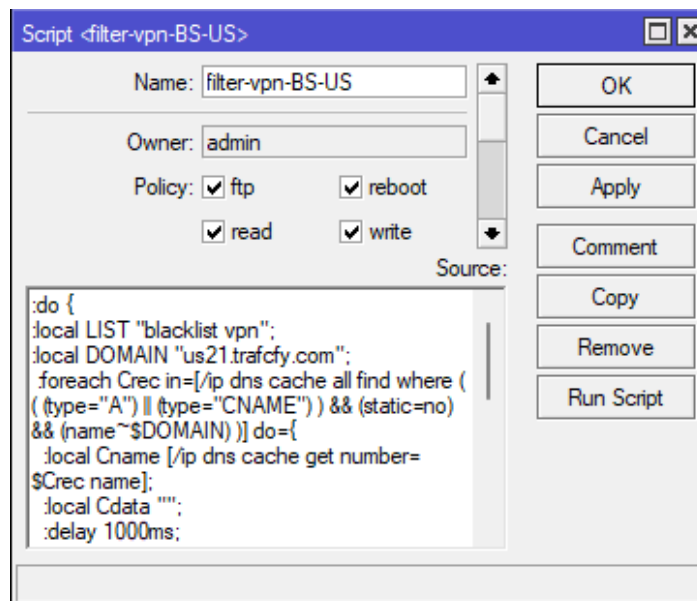 Script <filter-vpn-BS-US>
Name: filter-vpn-BS-US
OK
Owner: admin
Cancel
Policy: ftp reboot
Apply
read write
Comment
Source:
Copy
Remove
Run Script
:do {
:local LIST "blacklist vpn";
:local DOMAIN "us21.trafcfy.com";
:foreach Crec in=[/ip dns cache all find where (
( (type="A") || (type="CNAME") ) && (static=no)
&& (name~$DOMAIN) )] do={
:local Cname [/ip dns cache get number=
$Crec name];
:local Cdata "";
:delay 1000ms;